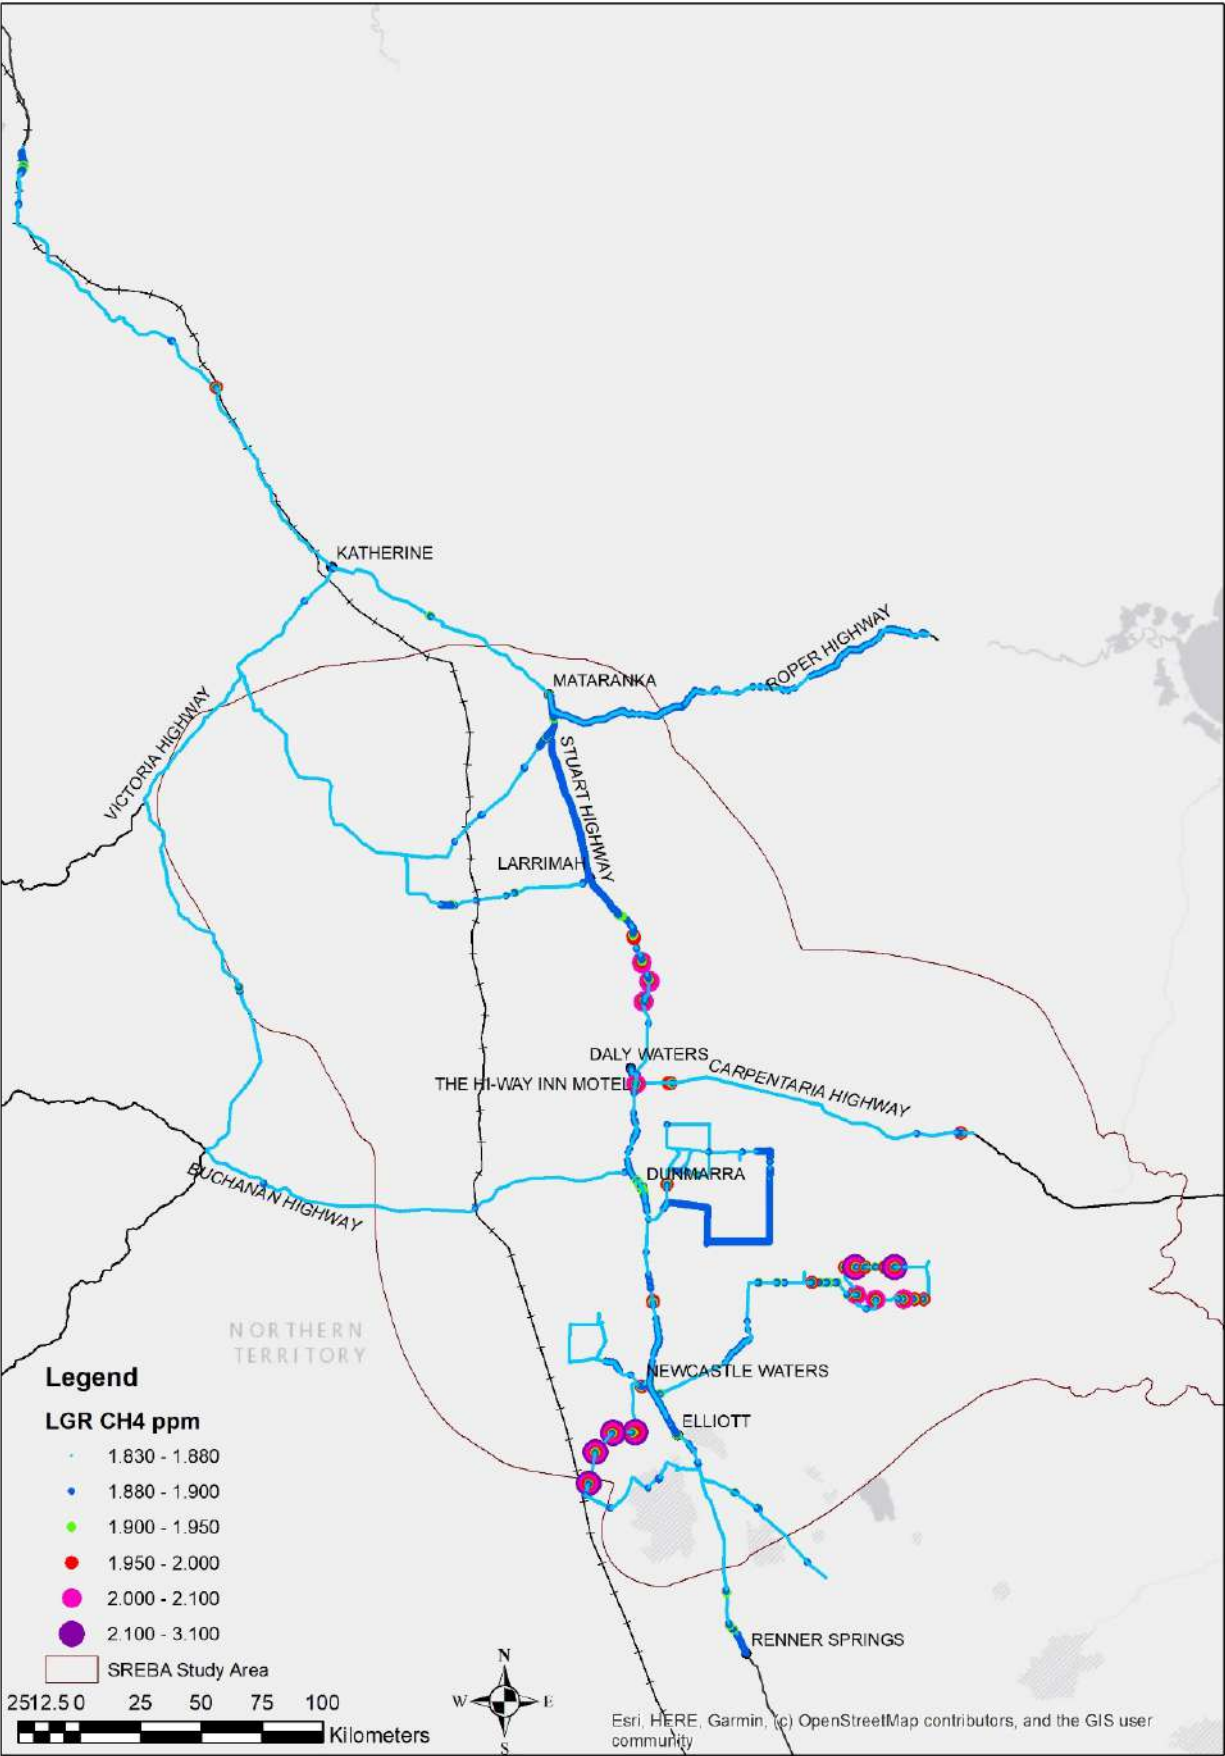 KATHERINE
ROPER HIGHWAY
MATARANKA
VICTORIA HIGHWAY
STUART HIGHWAY
LARRIMAH
DALY WATERS
THE HI-WAY INN MOTEL
CARPENTARIA HIGHWAY
DUNMARRA
BUCHANAN HIGHWAY
NORTHERN
TERRITORY
NEWCASTLE WATERS
ELLIOTT
RENNER SPRINGS
Legend
LGR CH4 ppm
1.830 - 1.880
1.880 - 1.900
1.900 - 1.950
1.950 - 2.000
2.000 - 2.100
2.100 - 3.100
SREBA Study Area
25 12.5 0 25 50 75 100
Kilometers
N
W E
S
Esri, HERE, Garmin, (c) OpenStreetMap contributors, and the GIS user
community